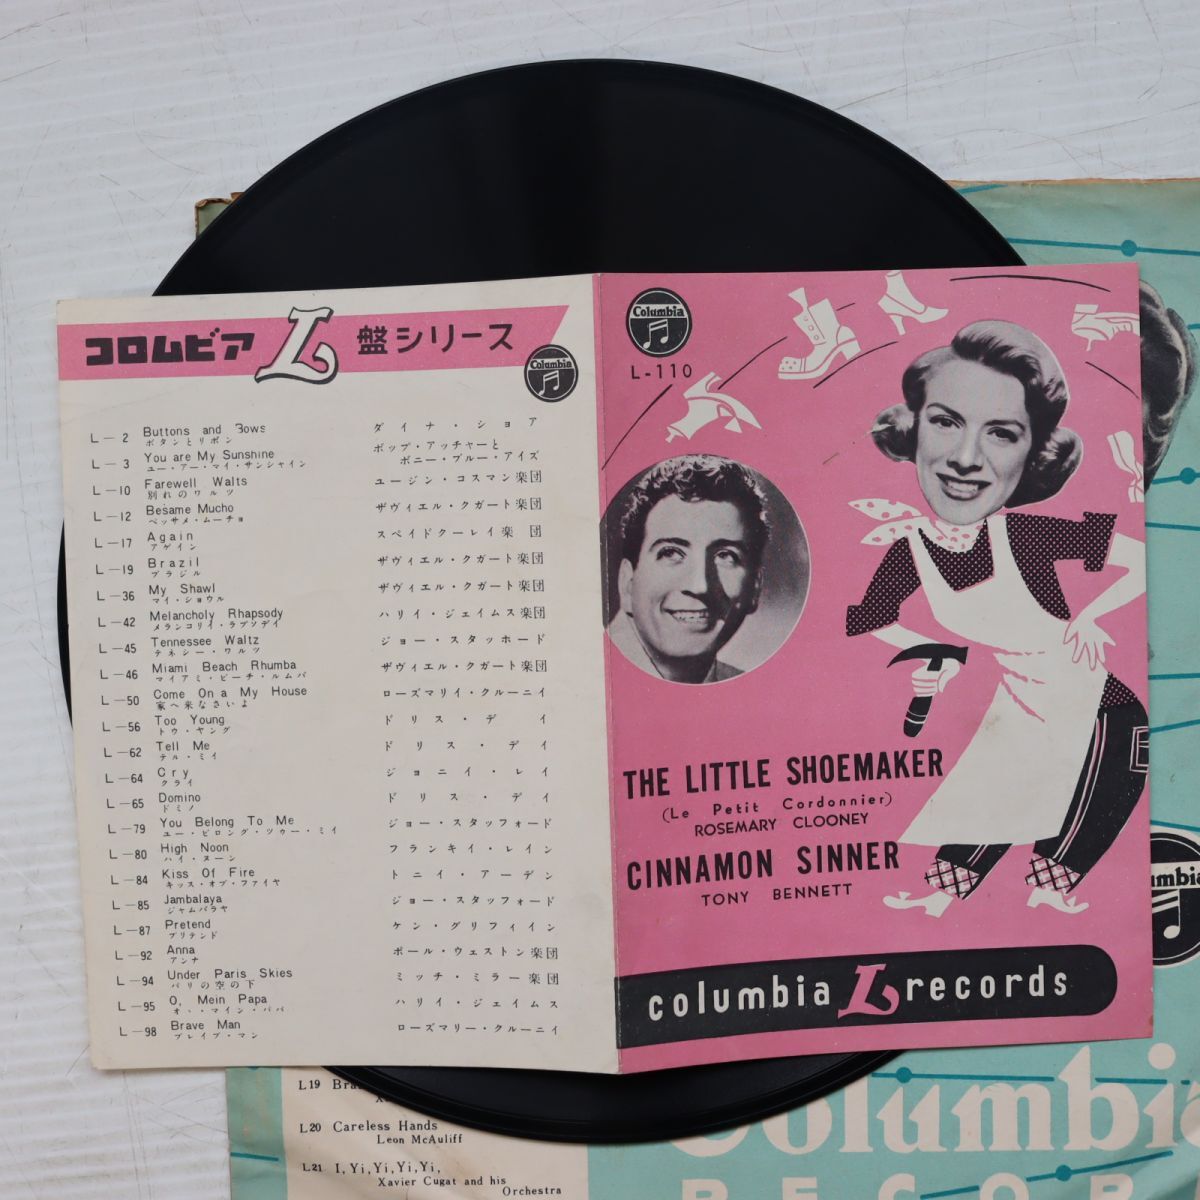 コロムビア L 盤シリーズ
Columbia
L-2 Buttons and Bows ダイナ・ショア
ボタンとリボン
L-3 You are My Sunshine ポップ・アッチャーと
ユー・アー・マイ・サンシャイン ボニー・ブルー・アイズ
L-10 Farewell Walts ユージン・コスマン楽団
別れのワルツ
L-12 Besame Mucho ザヴィエル・クガート楽団
ベッサメ・ムーチョ
L-17 Again スペイドクーレイ楽団
アゲイン
L-19 Brazil ザヴィエル・クガート楽団
ブラジル
L-36 My Shawl ザヴィエル・クガート楽団
マイ・ショウル
L-42 Melancholy Rhapsody ハリイ・ジェイムス楽団
メランコリイ・ラプソデイ
L-45 Tennessee Waltz ジョー・スタッホード
テネシー・ワルツ
L-46 Miami Beach Rhumba ザヴィエル・クガート楽団
マイアミ・ビーチ・ルムバ
L-50 Come On a My House ローズマリイ・クルーニイ
家へ来なさいよ
L-56 Too Young ドリス・デイ
トウ・ヤング
L-62 Tell Me ドリス・デイ
テル・ミイ
L-64 Cry ジョニイ・レイ
クライ
L-65 Domino ドリス・デイ
ドミノ
L-79 You Belong To Me ジョー・スタッフォード
ユー・ビロング・ツゥー・ミイ
L-80 High Noon フランキイ・レイン
ハイ・ヌーン
L-84 Kiss Of Fire トニイ・アーデン
キッス・オブ・ファイヤ
L-85 Jambalaya ジョー・スタッフォード
ジャムバラヤ
L-87 Pretend ケン・グリフィイン
プリテンド
L-92 Anna ポール・ウェストン楽団
アンナ
L-94 Under Paris Skies ミッチ・ミラー楽団
パリの空の下
L-95 O, Mein Papa ハリイ・ジェイムス
オ・・マイン・パパ
L-98 Brave Man ローズマリー・クルーニイ
ブレイブ・マン
Columbia
L-110
THE LITTLE SHOEMAKER
(Le Petit Cordonnier)
ROSEMARY CLOONEY
CINNAMON SINNER
TONY BENNETT
columbia L records
L19 Bra
L20 Careless Hands
Leon McAuliff
L21 I, Yi, Yi, Yi, Yi,
Xavier Cugat and his
Orchestra
Columbia
RECOR
umbia